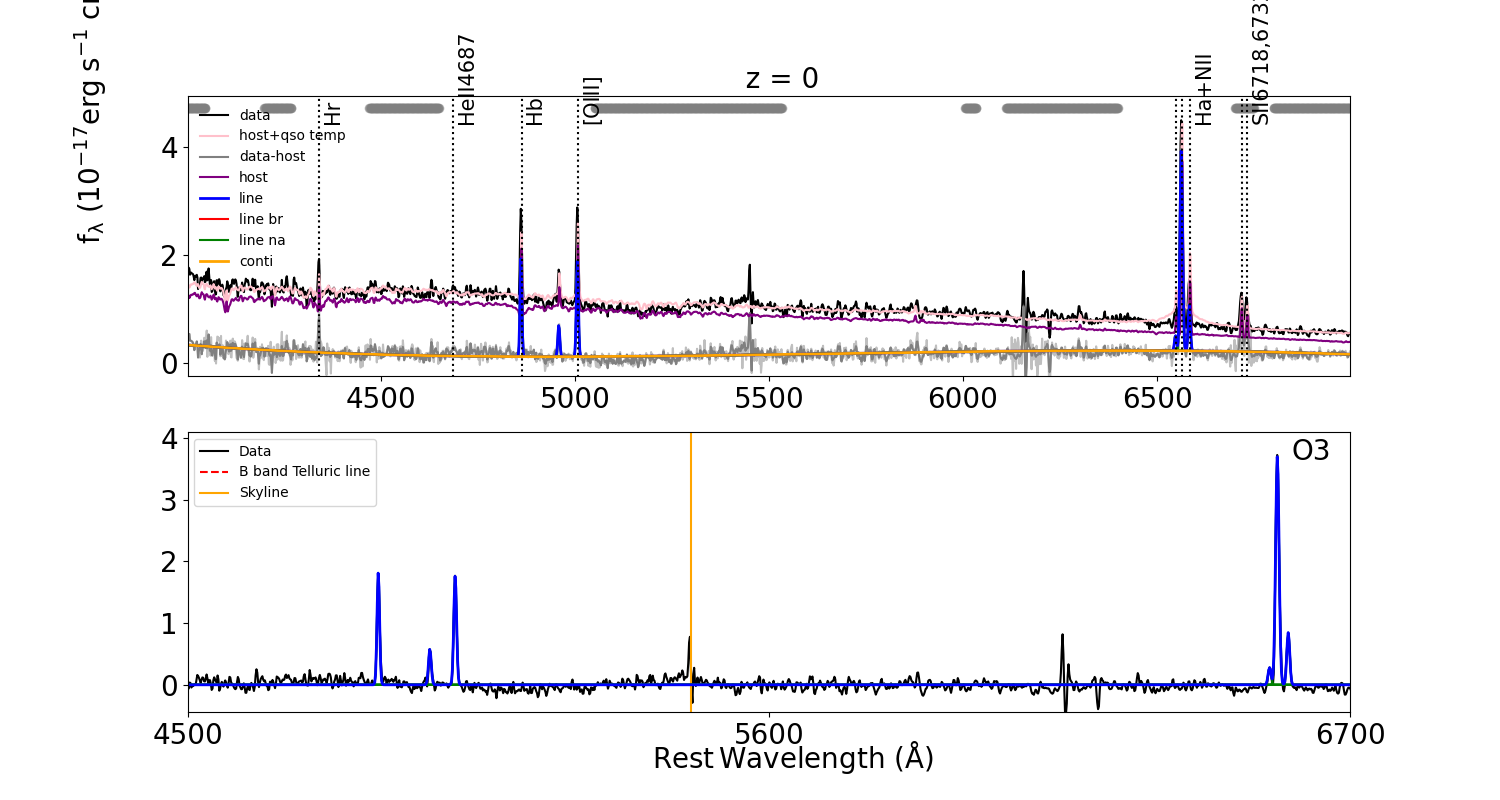 z = 0
f_λ (10^−17 erg s^−1 c
Hr
HeII4687
Hb
[OIII]
Ha+NII
SII6718,673
data
host+qso temp
data-host
host
line
line br
line na
conti
4
2
0
4500
5000
5500
6000
6500
O3
Data
B band Telluric line
Skyline
4
3
2
1
0
4500
5600
6700
Rest Wavelength (Å)